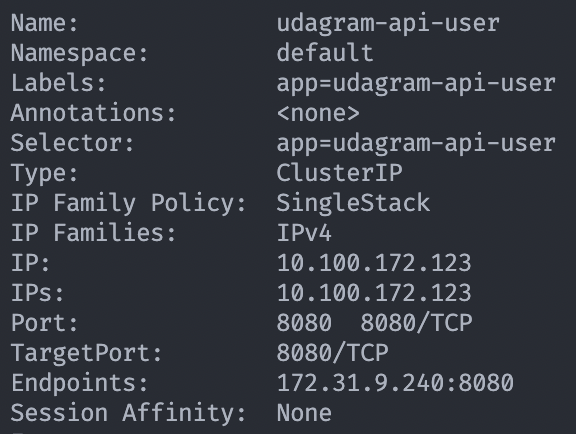 Name:              udagram-api-user
Namespace:         default
Labels:            app=udagram-api-user
Annotations:       <none>
Selector:          app=udagram-api-user
Type:              ClusterIP
IP Family Policy:  SingleStack
IP Families:       IPv4
IP:                10.100.172.123
IPs:               10.100.172.123
Port:              8080  8080/TCP
TargetPort:        8080/TCP
Endpoints:         172.31.9.240:8080
Session Affinity:  None